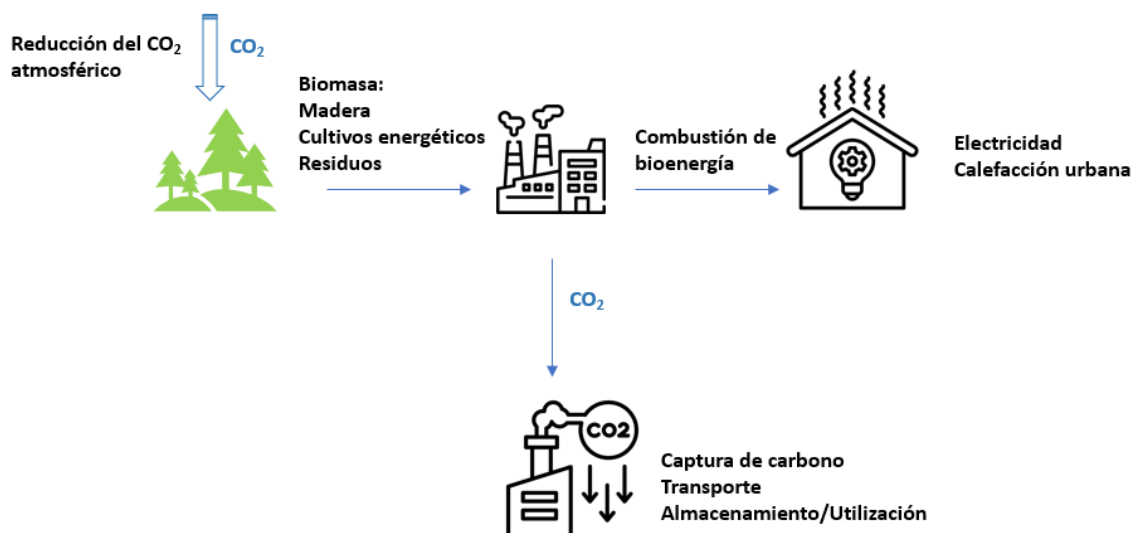 Reducción del CO₂
atmosférico
CO₂
Biomasa:
Madera
Cultivos energéticos
Residuos
Combustión de
bioenergía
Electricidad
Calefacción urbana
CO₂
CO2
Captura de carbono
Transporte
Almacenamiento/Utilización